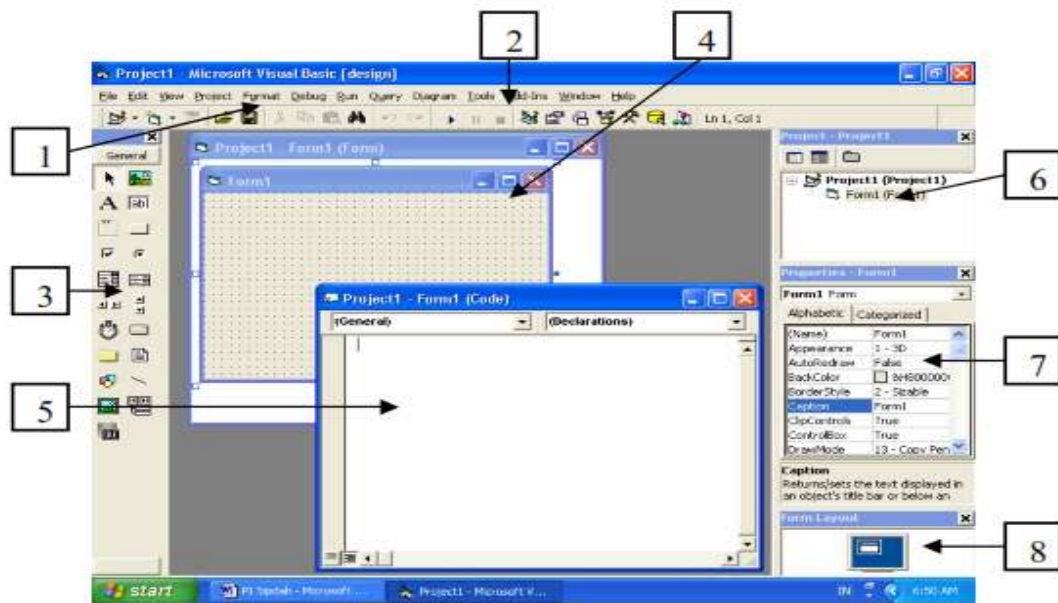 2
4
Project1 - Microsoft Visual Basic [design]
File Edit View Project Format Debug Run Query Diagram Tools Add-Ins Window Help
Ln 1, Col 1
1
General
Project1 - Form1 (Form)
Form1
Project - Project1
Project1 (Project1)
Form1 (Form1)
6
3
Project1 - Form1 (Code)
(General)
(Declarations)
5
Properties - Form1
Form1 Form
Alphabetic Categorized
(Name) Form1
Appearance 1 - 3D
AutoRedraw False
BackColor &H800000
BorderStyle 2 - Sizable
Caption Form1
ClipControls True
ControlBox True
DrawMode 13 - Copy Pen
7
Caption
Returns/sets the text displayed in
an object's title bar or below an
Form Layout
8
start
Microsoft ...
Project1 - Microsoft V...
IN
6:50 AM